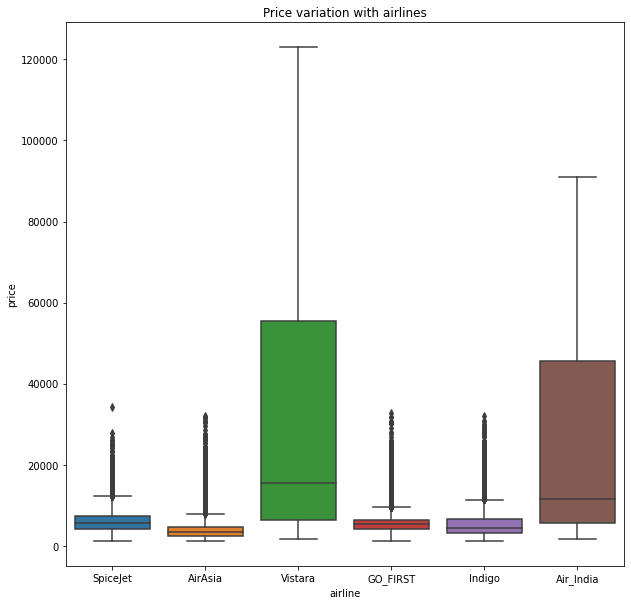 Price variation with airlines
120000
100000
80000
60000
40000
20000
0
price
SpiceJet AirAsia Vistara GO_FIRST Indigo Air_India
airline